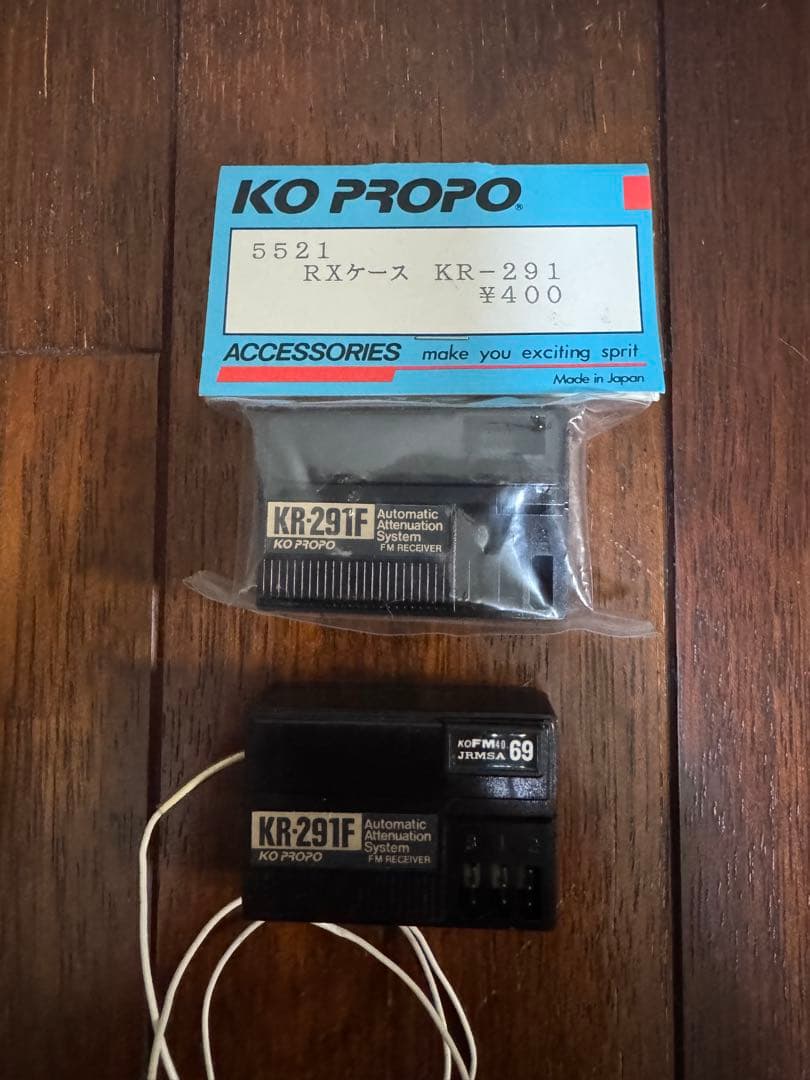 KO PROPO®
5521
RXケース KR-291
¥400
ACCESSORIES make you exciting sprit
Made in Japan
KR-291F Automatic
Attenuation
System
KO PROPO FM RECEIVER
KO FM 40 69
JRMSA
KR-291F Automatic
Attenuation
System
KO PROPO FM RECEIVER